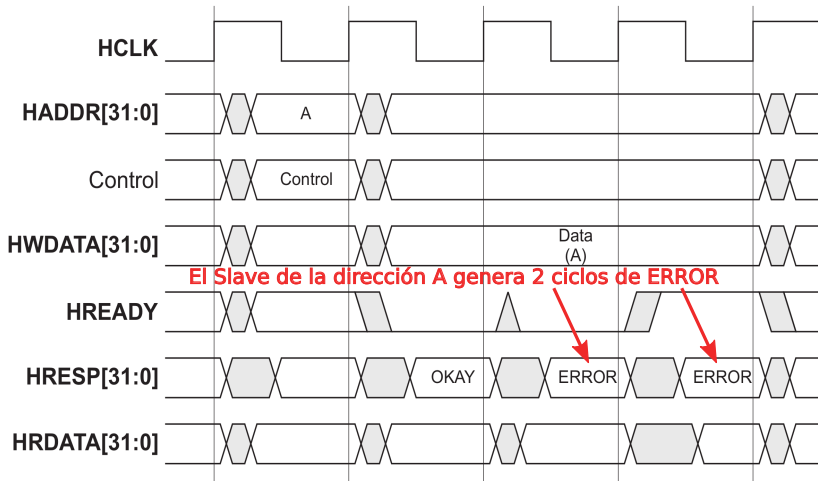 HCLK
HADDR[31:0]
A
Control
Control
HWDATA[31:0]
Data
(A)
El Slave de la dirección A genera 2 ciclos de ERROR
HREADY
HRESP[31:0]
OKAY
ERROR
ERROR
HRDATA[31:0]